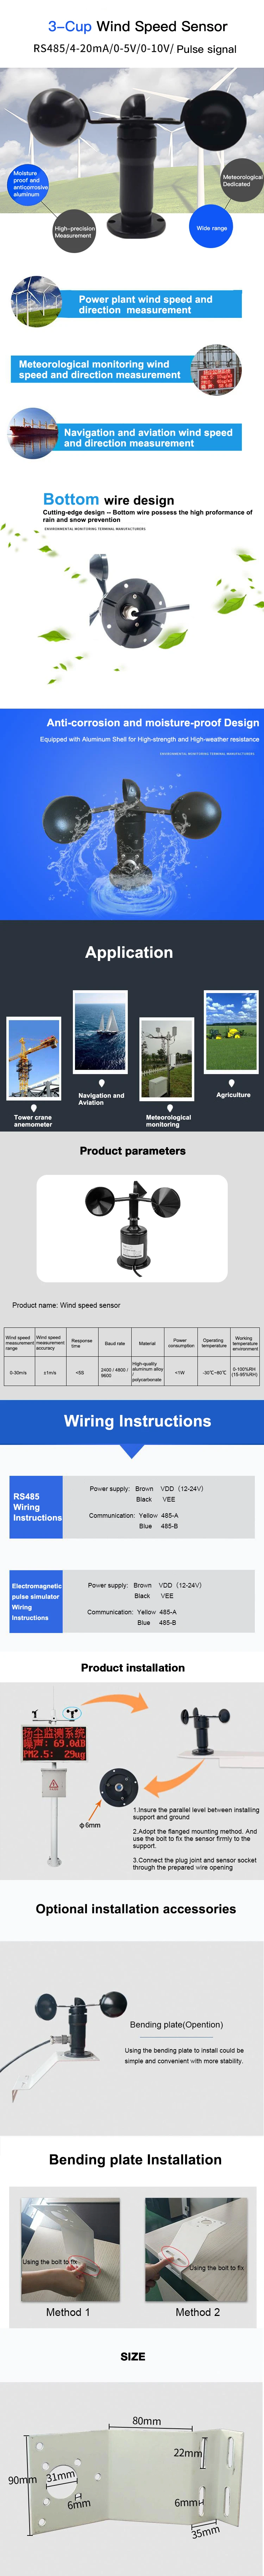 3-Cup Wind Speed Sensor
RS485/4-20mA/0-5V/0-10V/ Pulse signal
Moisture
proof and
anticorrosive
aluminum
High-precision
Measurement
Meteorological
Dedicated
Wide range
Power plant wind speed and
direction measurement
Meteorological monitoring wind
speed and direction measurement
Navigation and aviation wind speed
and direction measurement
Bottom wire design
Cutting-edge design -- Bottom wire possess the high proformance of
rain and snow prevention
ENVIRONMENTAL MONITORING TERMINAL MANUFACTURERS
Anti-corrosion and moisture-proof Design
Equipped with Aluminum Shell for High-strength and High-weather resistance
ENVIRONMENTAL MONITORING TERMINAL MANUFACTURERS
Application
Tower crane
anemometer
Navigation and
Aviation
Meteorological
monitoring
Agriculture
Product parameters
Product name: Wind speed sensor
Wind speed
measurement
range
Wind speed
measurement
accuracy
Response
time
Baud rate
Material
Power
consumption
Operating
temperature
Working
temperature
environment
0-30m/s
±1m/s
<5S
2400 / 4800 /
9600
High-quality
aluminum alloy
/
polycarbonate
<1W
-30℃~80℃
0-100%RH
(15-95%RH)
Wiring Instructions
RS485
Wiring
Instructions
Power supply: Brown VDD (12-24V)
Black VEE
Communication: Yellow 485-A
Blue 485-B
Electromagnetic
pulse simulator
Wiring
Instructions
Power supply: Brown VDD (12-24V)
Black VEE
Communication: Yellow 485-A
Blue 485-B
Product installation
扬尘监测系统
噪声: 69.0dB
PM2.5: 29ug
ϕ6mm
1.Insure the parallel level between installing
support and ground
2.Adopt the flanged mounting method. And
use the bolt to fix the sensor firmly to the
support.
3.Connect the plug joint and sensor socket
through the prepared wire opening
Optional installation accessories
Bending plate(Opention)
Using the bending plate to install could be
simple and convenient with more stability.
Bending plate Installation
Using the bolt to fix
Using the bolt to fix
Method 1
Method 2
SIZE
80mm
22mm
90mm
31mm
6mm
6mm
35mm